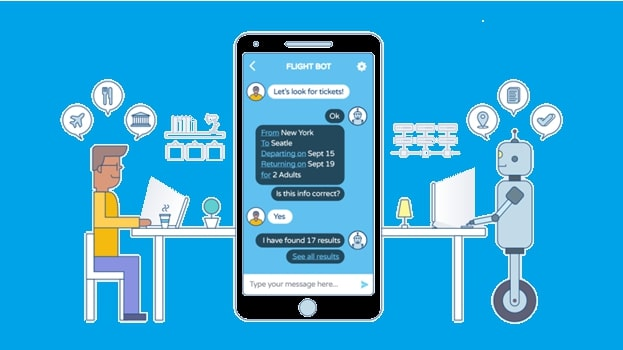 FLIGHT BOT
Let's look for tickets!
Ok
From New York
To Seatle
Departing on Sept 15
Returning on Sept 19
for 2 Adults
Is this info correct?
Yes
I have found 17 results
See all results
Type your message here...